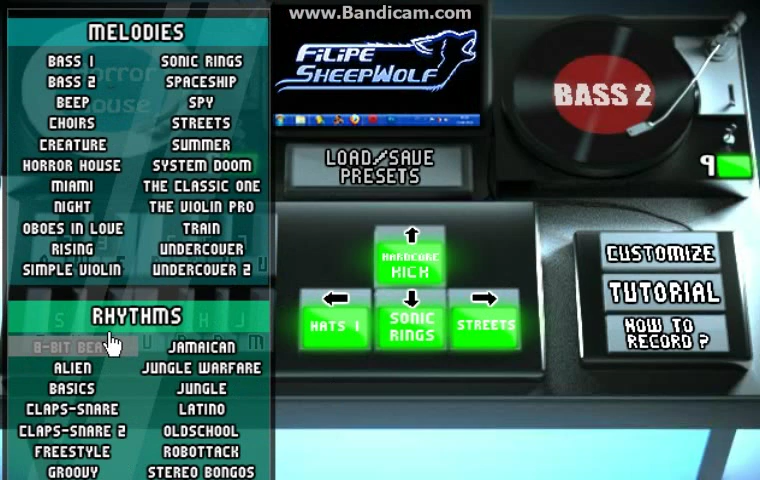 www.Bandicam.com
MELODIES
BASS 1 SONIC RINGS
BASS 2 SPACESHIP
BEEP SPY
CHOIRS STREETS
CREATURE SUMMER
HORROR HOUSE SYSTEM DOOM
MIAMI THE CLASSIC ONE
NIGHT THE VIOLIN PRO
OBOES IN LOVE TRAIN
RISING UNDERCOVER
SIMPLE VIOLIN UNDERCOVER 2
RHYTHMS
8-BIT JAMAICAN
ALIEN JUNGLE WARFARE
BASICS JUNGLE
CLAPS-SNARE LATINO
CLAPS-SNARE 2 OLDSCHOOL
FREESTYLE ROBOTTACK
GROOVY STEREO BONGOS
FILIPE
SHEEPWOLF
LOAD/SAVE
PRESETS
BASS 2
9
HARDCORE
KICK
HATS 1
SONIC
RINGS
STREETS
CUSTOMIZE
TUTORIAL
HOW TO
RECORD ?